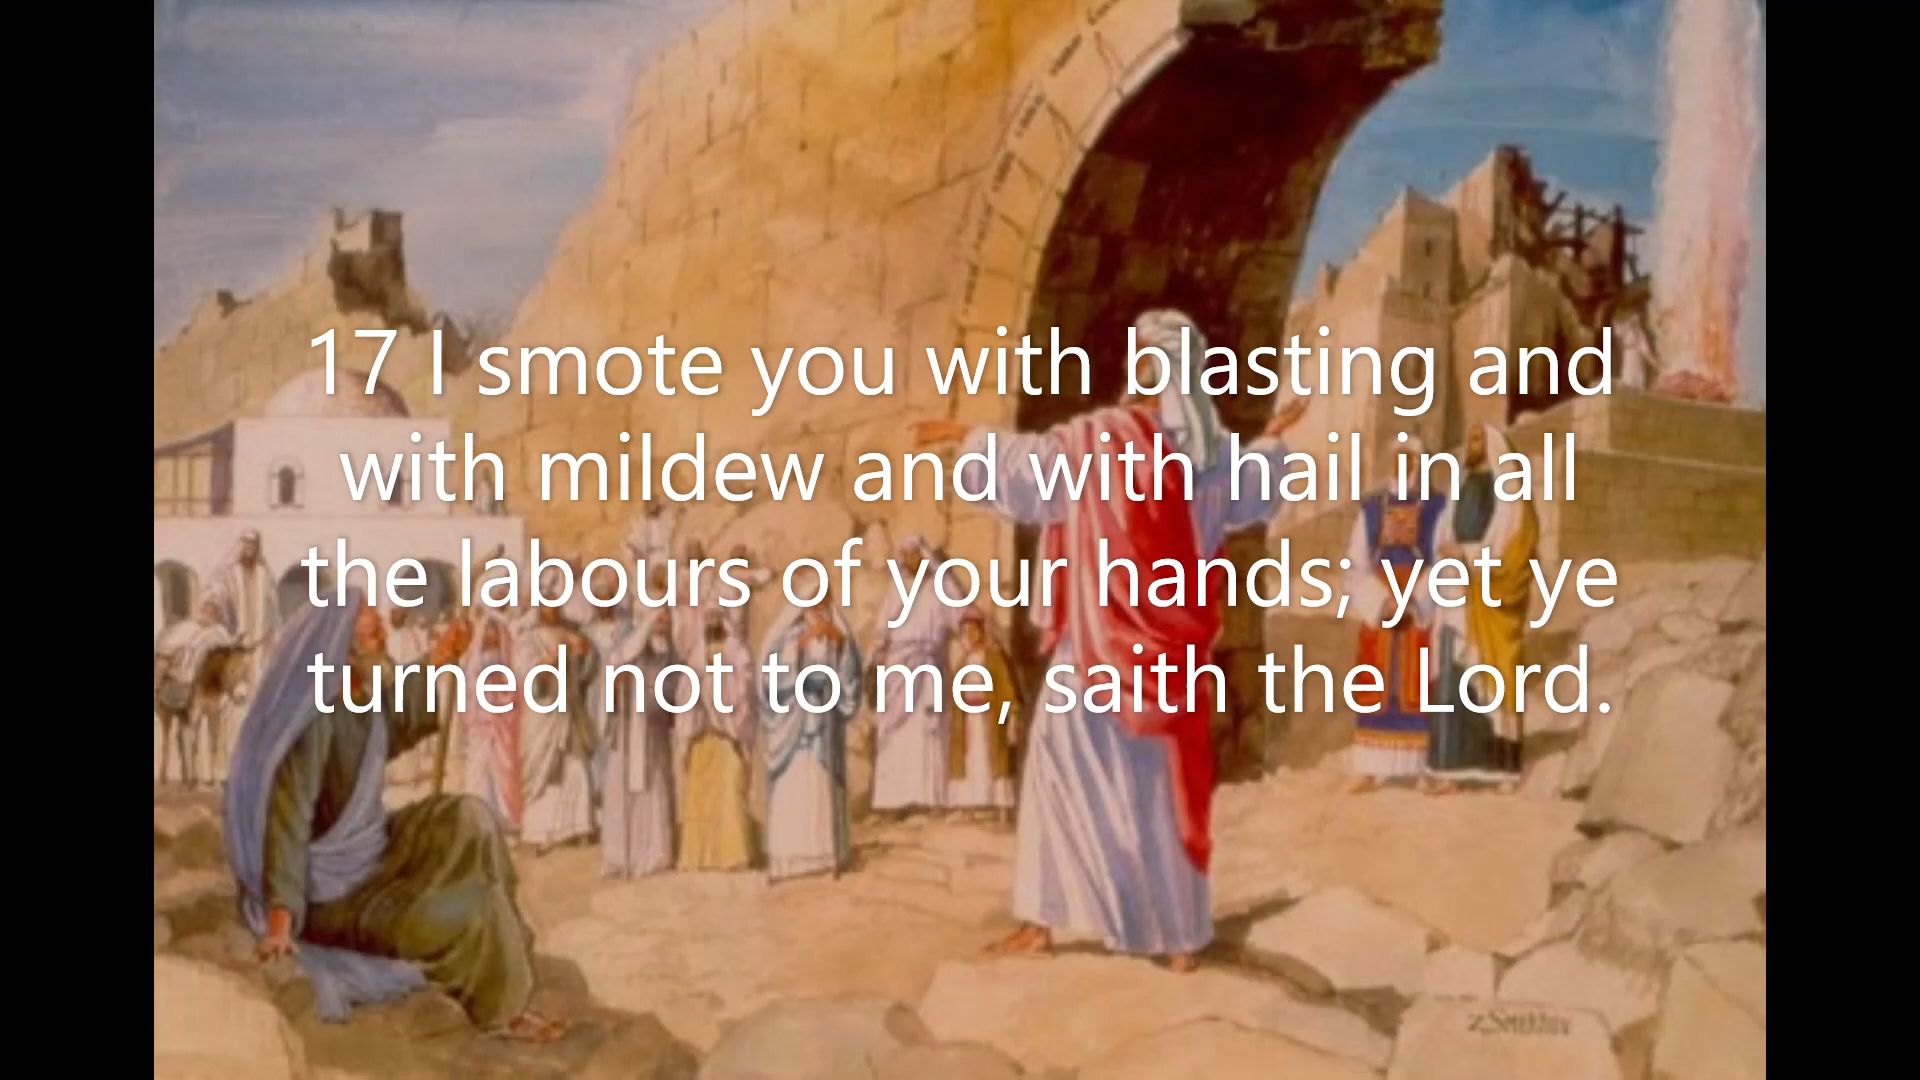 17 I smote you with blasting and
with mildew and with hail in all
the labours of your hands; yet ye
turned not to me, saith the Lord.